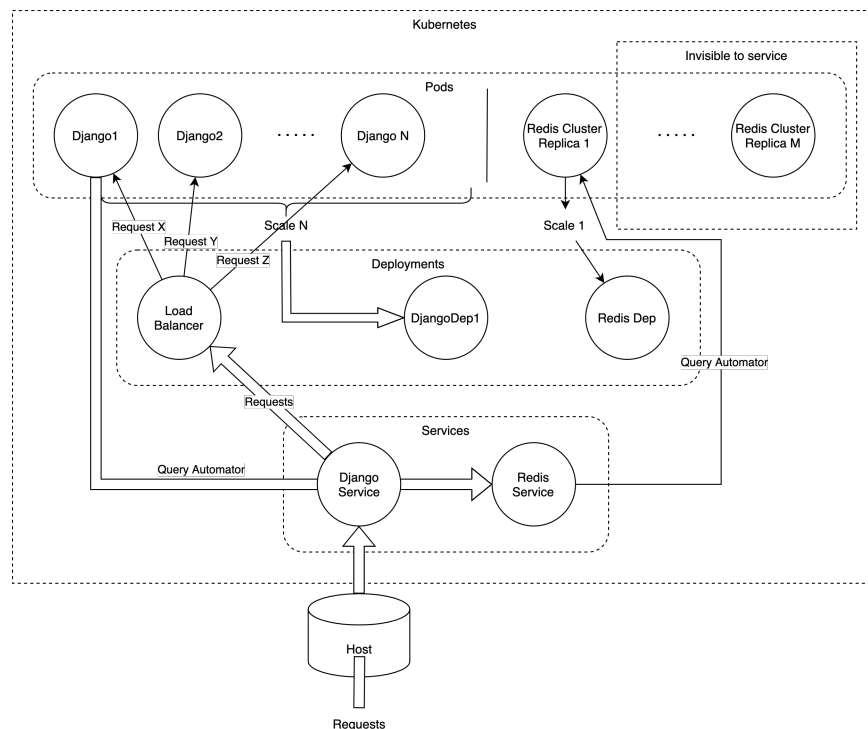 Kubernetes
Invisible to service
Pods
Django1
Django2
.....
Django N
Redis Cluster
Replica 1
.....
Redis Cluster
Replica M
Request X
Request Y
Request Z
Scale N
Scale 1
Deployments
Load
Balancer
DjangoDep1
Redis Dep
Query Automator
Requests
Services
Query Automator
Django
Service
Redis
Service
Host
Requests